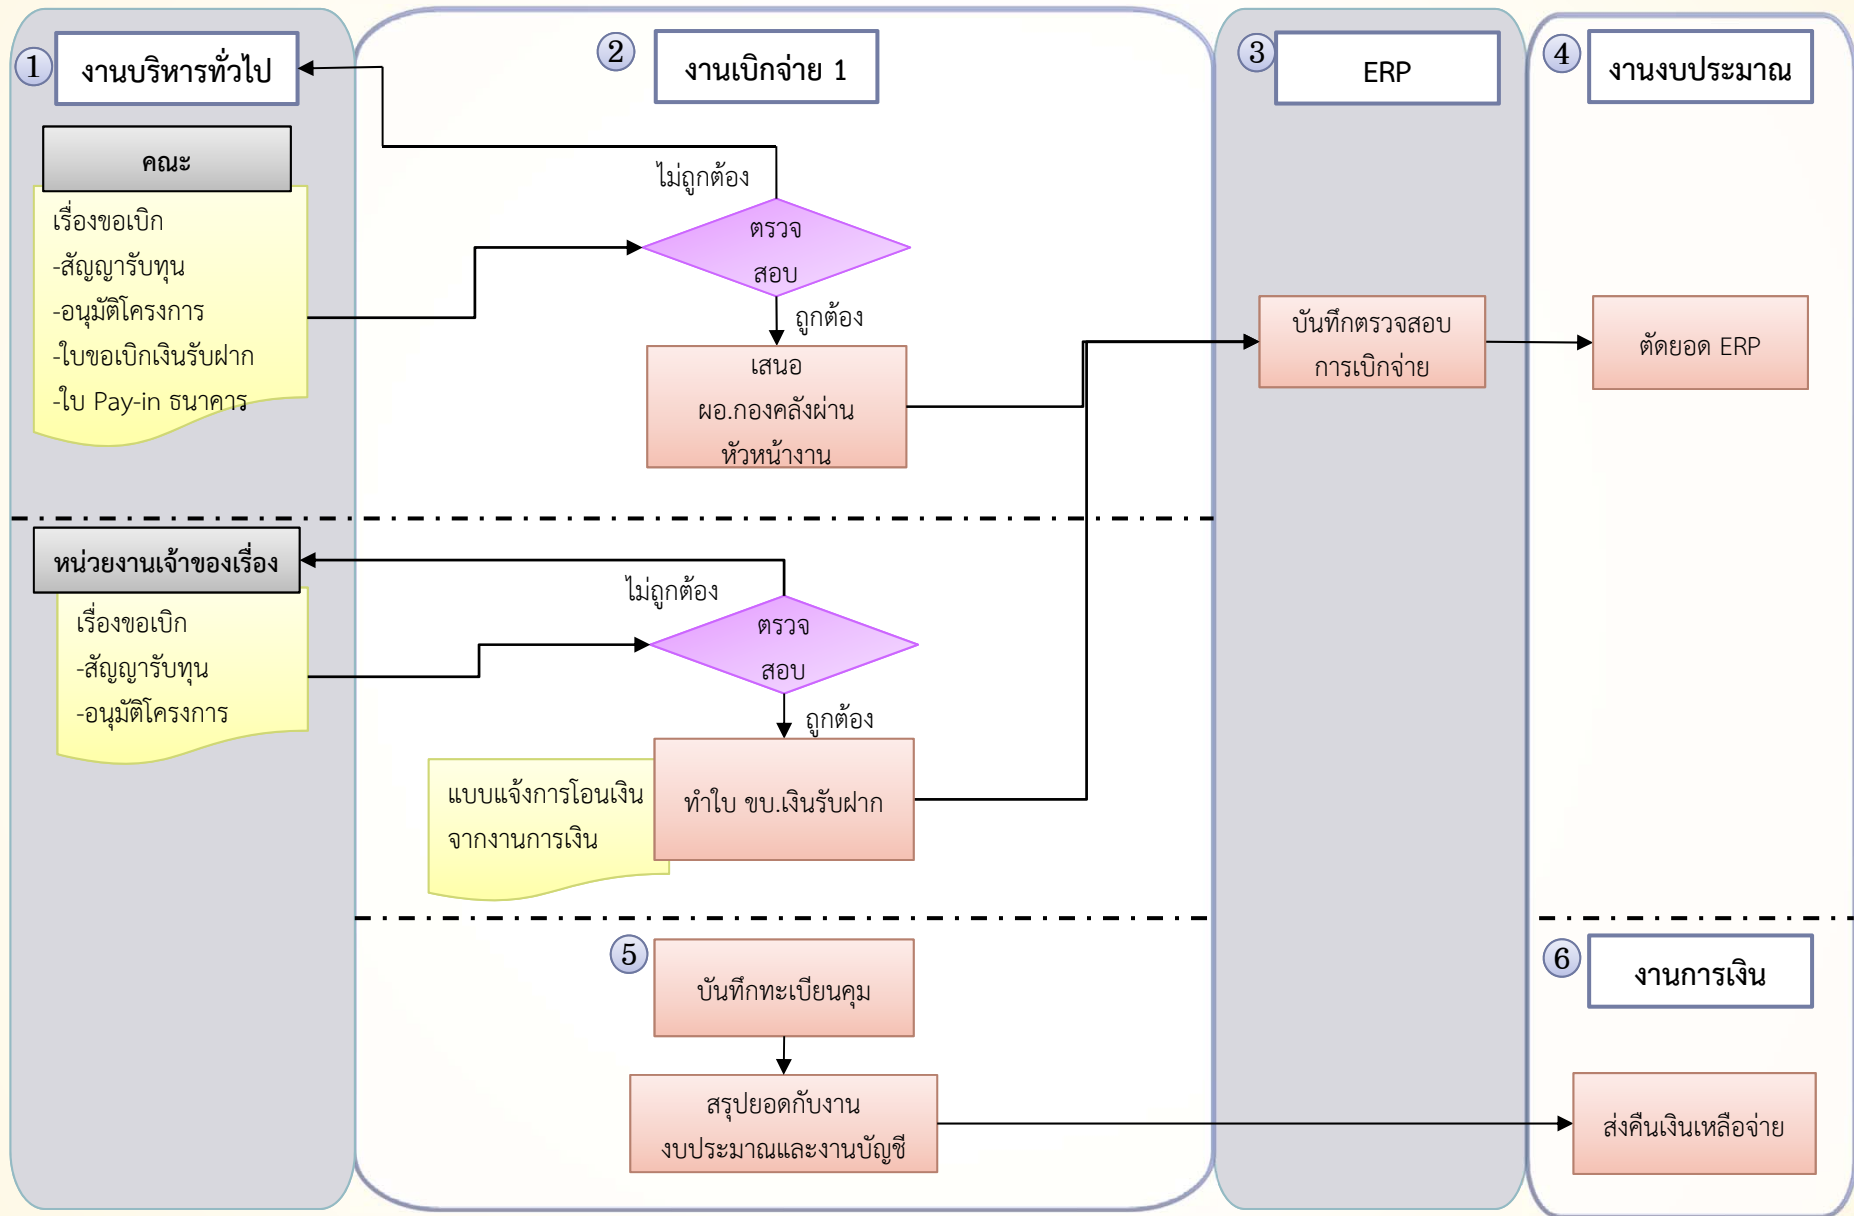 1
งานบริหารทั่วไป
2
งานเบิกจ่าย 1
3
ERP
4
งานงบประมาณ
คณะ
เรื่องขอเบิก
-สัญญารับทุน
-อนุมัติโครงการ
-ใบขอเบิกเงินรับฝาก
-ใบ Pay-in ธนาคาร
ไม่ถูกต้อง
ตรวจ
สอบ
ถูกต้อง
เสนอ
ผอ.กองคลังผ่าน
หัวหน้างาน
บันทึกตรวจสอบ
การเบิกจ่าย
ตัดยอด ERP
หน่วยงานเจ้าของเรื่อง
เรื่องขอเบิก
-สัญญารับทุน
-อนุมัติโครงการ
ไม่ถูกต้อง
ตรวจ
สอบ
ถูกต้อง
แบบแจ้งการโอนเงิน
จากงานการเงิน
ทำใบ ขบ.เงินรับฝาก
5
บันทึกทะเบียนคุม
สรุปยอดกับงาน
งบประมาณและงานบัญชี
6
งานการเงิน
ส่งคืนเงินเหลือจ่าย